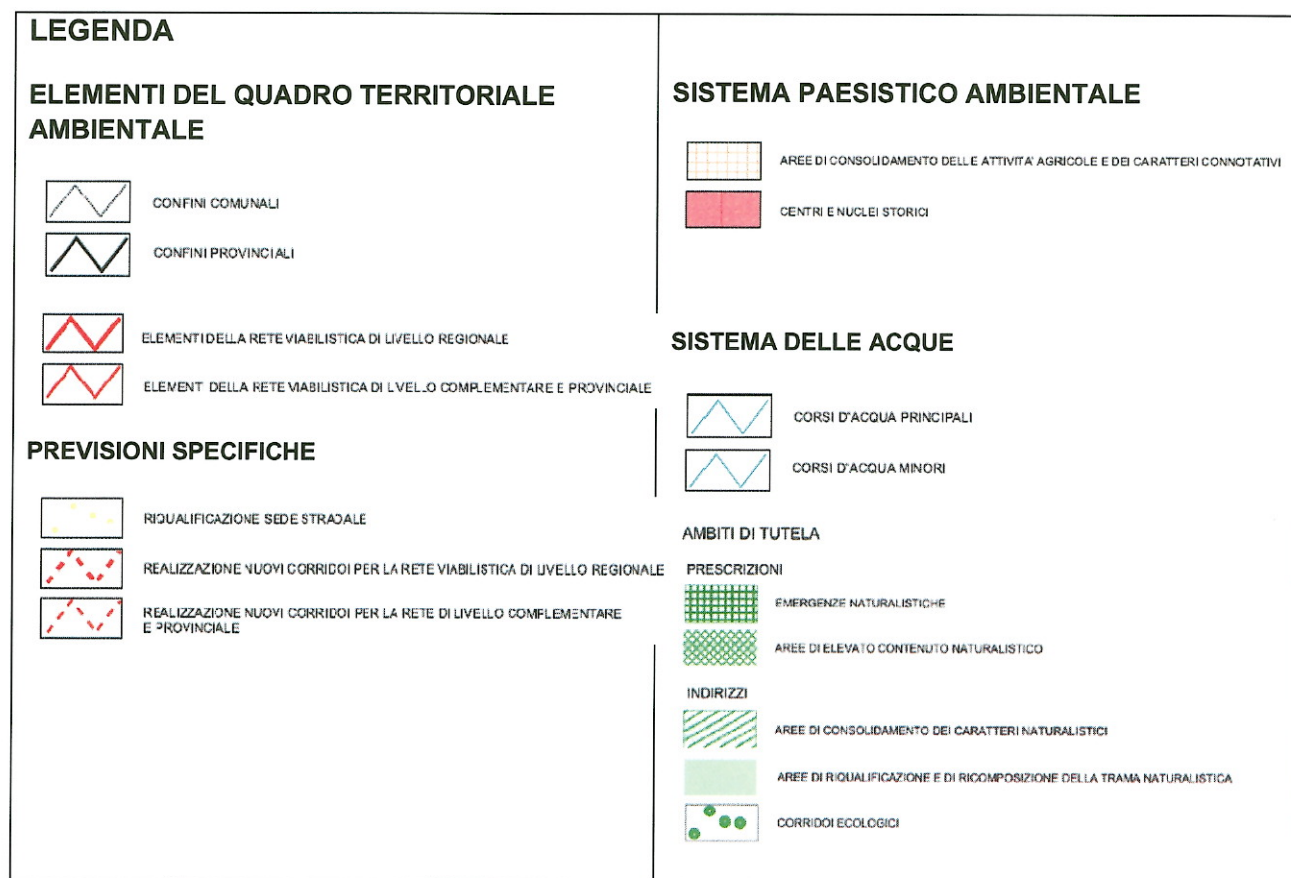 LEGENDA
ELEMENTI DEL QUADRO TERRITORIALE
AMBIENTALE
CONFINI COMUNALI
CONFINI PROVINCIALI
ELEMENTI DELLA RETE VIABILISTICA DI LIVELLO REGIONALE
ELEMENT DELLA RETE VIABILISTICA DI LIVELLO COMPLEMENTARE E PROVINCIALE
PREVISIONI SPECIFICHE
RIQUALIFICAZIONE SEDE STRADALE
REALIZZAZIONE NUOVI CORRIDOI PER LA RETE VIABILISTICA DI LIVELLO REGIONALE
REALIZZAZIONE NUOVI CORRIDOI PER LA RETE DI LIVELLO COMPLEMENTARE
E PROVINCIALE
SISTEMA PAESISTICO AMBIENTALE
AREE DI CONSOLIDAMENTO DELLE ATTIVITA' AGRICOLE E DEI CARATTERI CONNOTATIVI
CENTRI E NUCLEI STORICI
SISTEMA DELLE ACQUE
CORSI D'ACQUA PRINCIPALI
CORSI D'ACQUA MINORI
AMBITI DI TUTELA
PRESCRIZIONI
EMERGENZE NATURALISTICHE
AREE DI ELEVATO CONTENUTO NATURALISTICO
INDIRIZZI
AREE DI CONSOLIDAMENTO DEI CARATTERI NATURALISTICI
AREE DI RIQUALIFICAZIONE E DI RICOMPOSIZIONE DELLA TRAMA NATURALISTICA
CORRIDOI ECOLOGICI